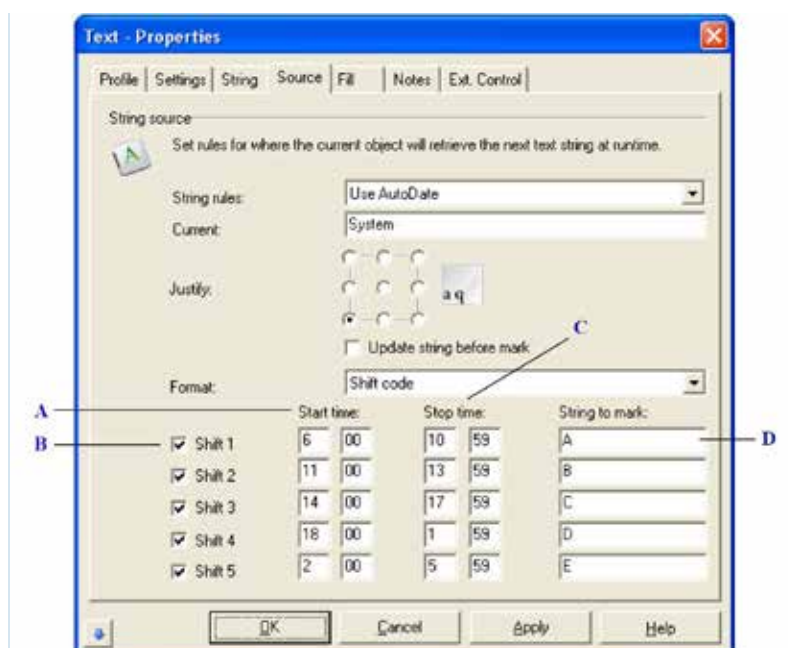 Text - Properties
Profile Settings String Source Fill Notes Ext. Control
String source
A Set rules for where the current object will retrieve the next text string at runtime.
String rules: Use AutoDate
Current: System
Justify: a q
Update string before mark
C
Format: Shift code
A Start time: Stop time: String to mark:
B Shift 1 6 00 10 59 A D
Shift 2 11 00 13 59 B
Shift 3 14 00 17 59 C
Shift 4 18 00 1 59 D
Shift 5 2 00 5 59 E
OK Cancel Apply Help